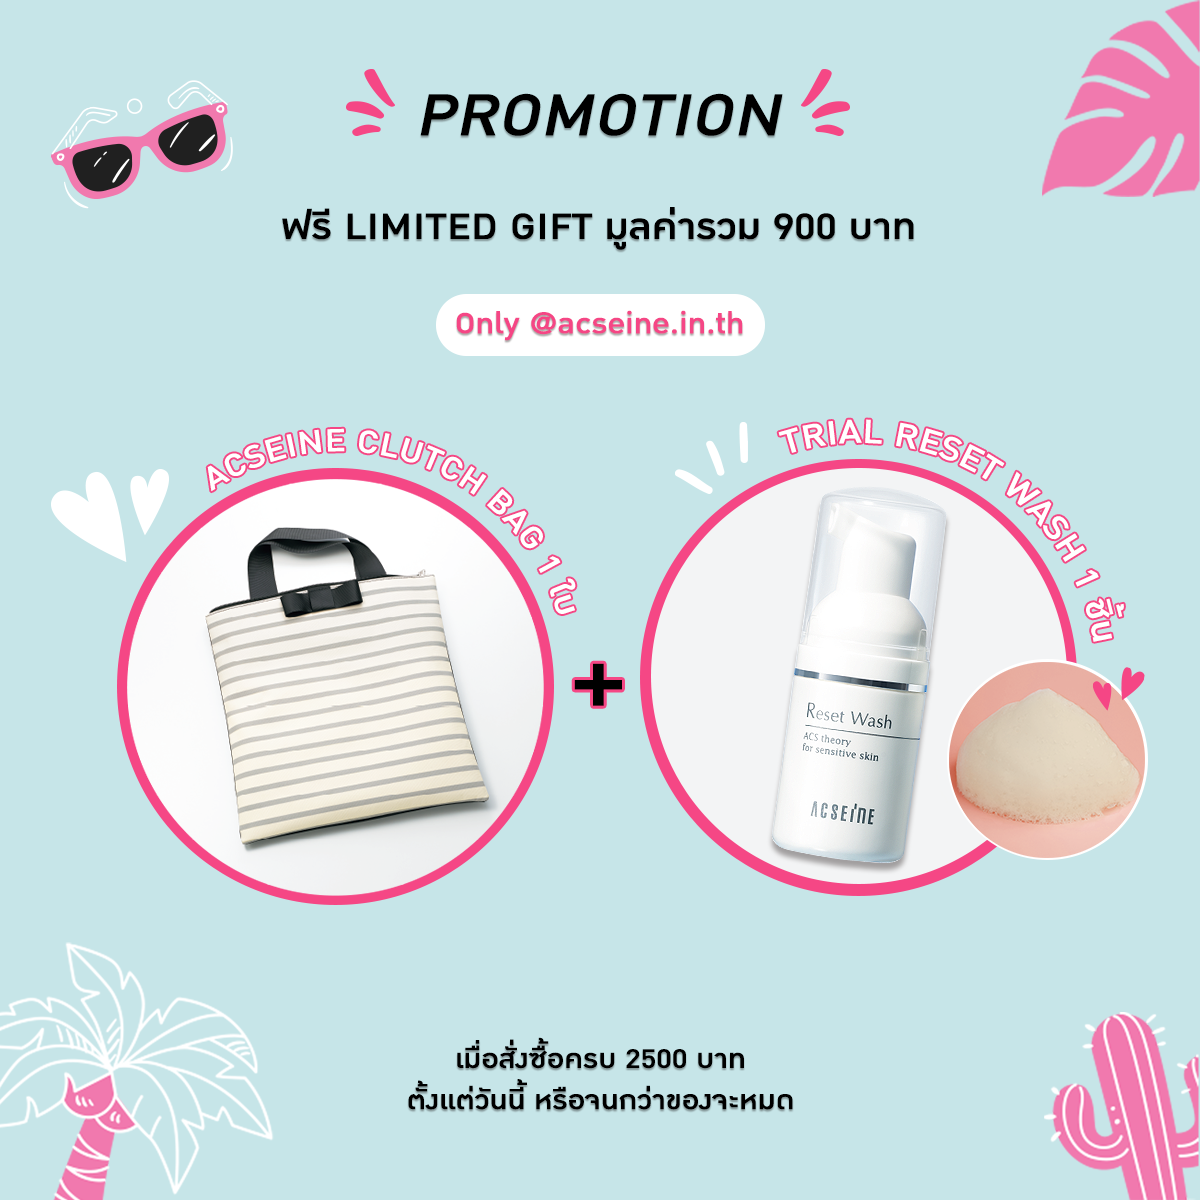 PROMOTION
ฟรี LIMITED GIFT มูลค่ารวม 900 บาท
Only @acseine.in.th
ACSEINE CLUTCH BAG 1 ใบ
TRIAL RESET WASH 1 ชิ้น
Reset Wash
ACS theory
for sensitive skin
ACSEINE
เมื่อสั่งซื้อครบ 2500 บาท
ตั้งแต่วันนี้ หรือจนกว่าของจะหมด